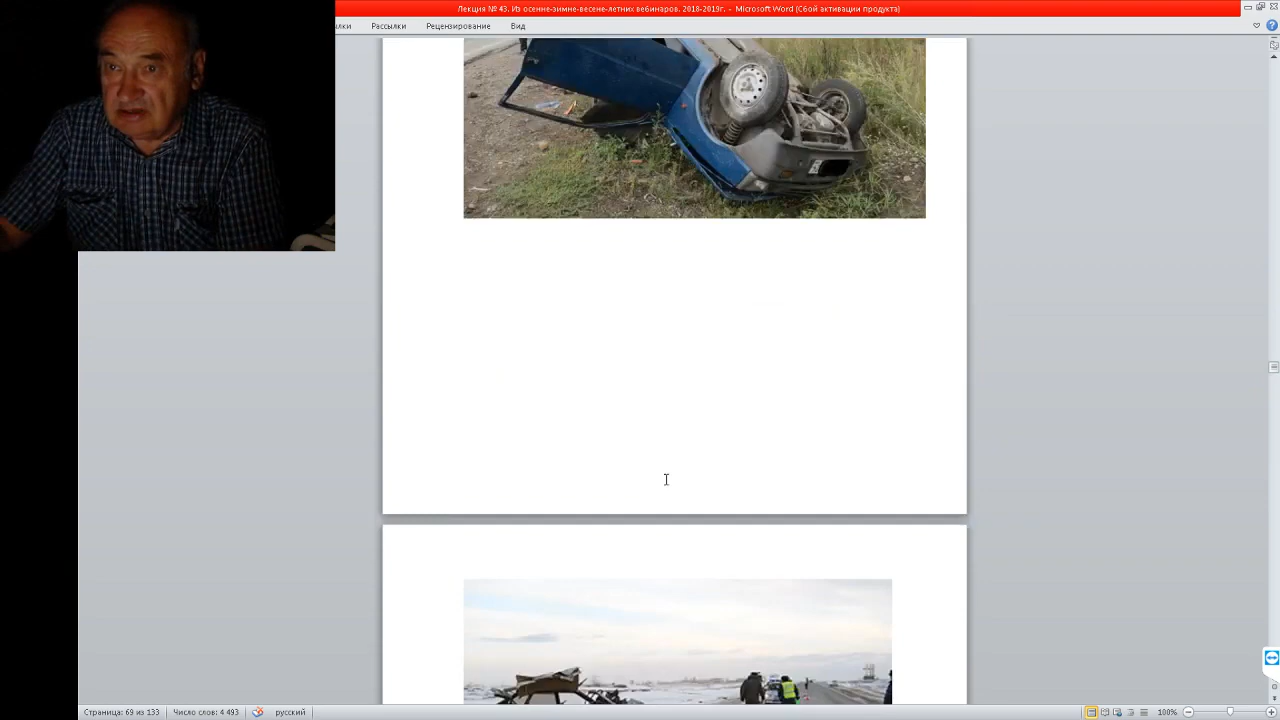 Лекция № 43. Из осенне-зимне-весене-летних вебинаров. 2018-2019г. - Microsoft Word (Сбой активации продукта)
Рассылки Рецензирование Вид
Страница: 69 из 133 Число слов: 4 493 русский 100%